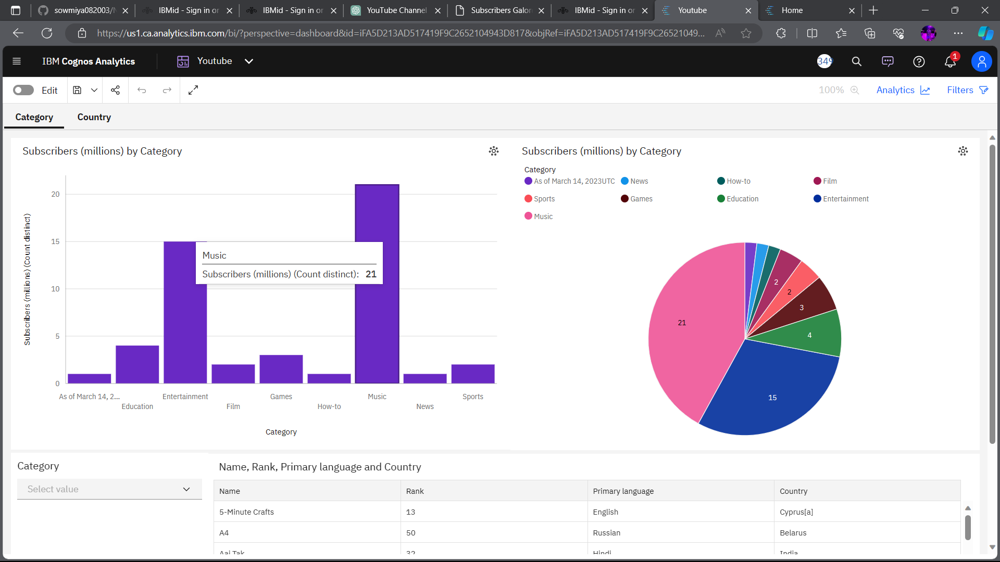 sowmiya082003/N
IBMid - Sign in or
IBMid - Sign in or
YouTube Channel
Subscribers Galor
IBMid - Sign in or
Youtube
Home
https://us1.ca.analytics.ibm.com/bi/?perspective=dashboard&id=iFA5D213AD517419F9C2652104943D817&objRef=iFA5D213AD517419F9C26521049...
IBM Cognos Analytics
Youtube
349
1
Edit
100%
Analytics
Filters
Category
Country
Subscribers (millions) by Category
Subscribers (millions) (Count distinct)
20
15
10
5
0
Music
Subscribers (millions) (Count distinct): 21
As of March 14, 2...
Education
Entertainment
Film
Games
How-to
Music
News
Sports
Category
Subscribers (millions) by Category
Category
As of March 14, 2023UTC
News
How-to
Film
Sports
Games
Education
Entertainment
Music
2
2
3
4
15
21
Category
Select value
Name, Rank, Primary language and Country
Name Rank Primary language Country
5-Minute Crafts 13 English Cyprus[a]
A4 50 Russian Belarus
Aaj Tak 32 Hindi India